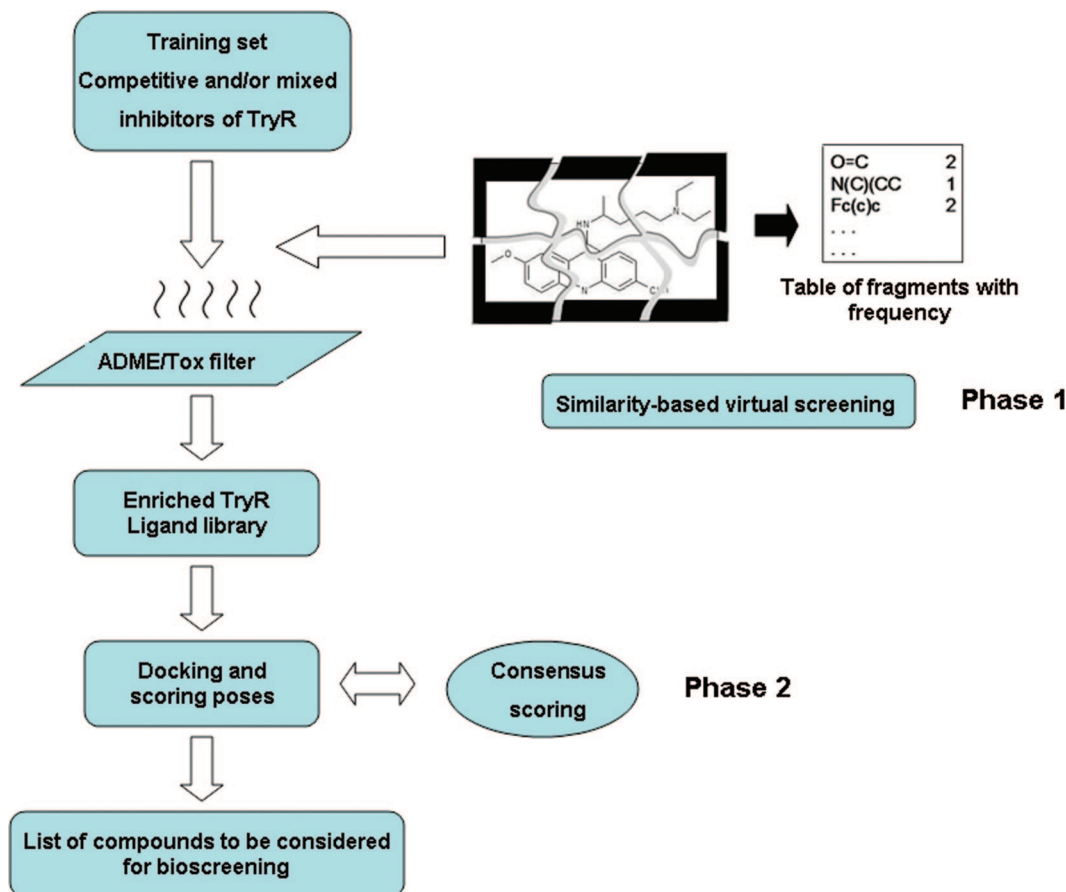 Training set
Competitive and/or mixed
inhibitors of TryR
O=C 2
N(C)(CC 1
Fc(c)c 2
. . .
. . .
HN
N
O
N
Table of fragments with
frequency
ADME/Tox filter
Similarity-based virtual screening
Phase 1
Enriched TryR
Ligand library
Docking and
scoring poses
Consensus
scoring
Phase 2
List of compounds to be considered
for bioscreening